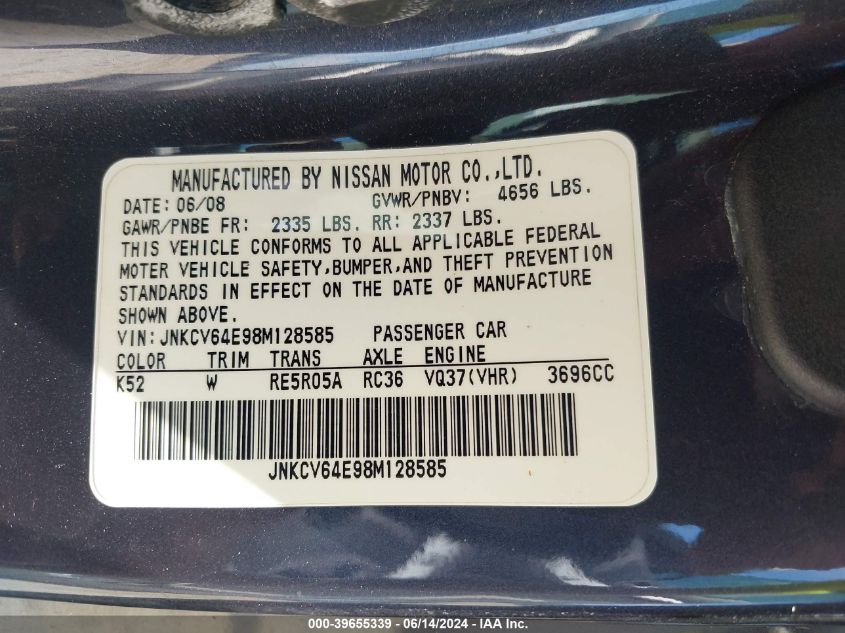 MANUFACTURED BY NISSAN MOTOR CO.,LTD.
DATE: 06/08 GVWR/PNBV: 4656 LBS.
GAWR/PNBE FR: 2335 LBS. RR: 2337 LBS.
THIS VEHICLE CONFORMS TO ALL APPLICABLE FEDERAL
MOTER VEHICLE SAFETY,BUMPER,AND THEFT PREVENTION
STANDARDS IN EFFECT ON THE DATE OF MANUFACTURE
SHOWN ABOVE.
VIN: JNKCV64E98M128585 PASSENGER CAR
COLOR TRIM TRANS AXLE ENGINE
K52 W RE5R05A RC36 VQ37(VHR) 3696CC
JNKCV64E98M128585
000-39655339 - 06/14/2024 - IAA Inc.